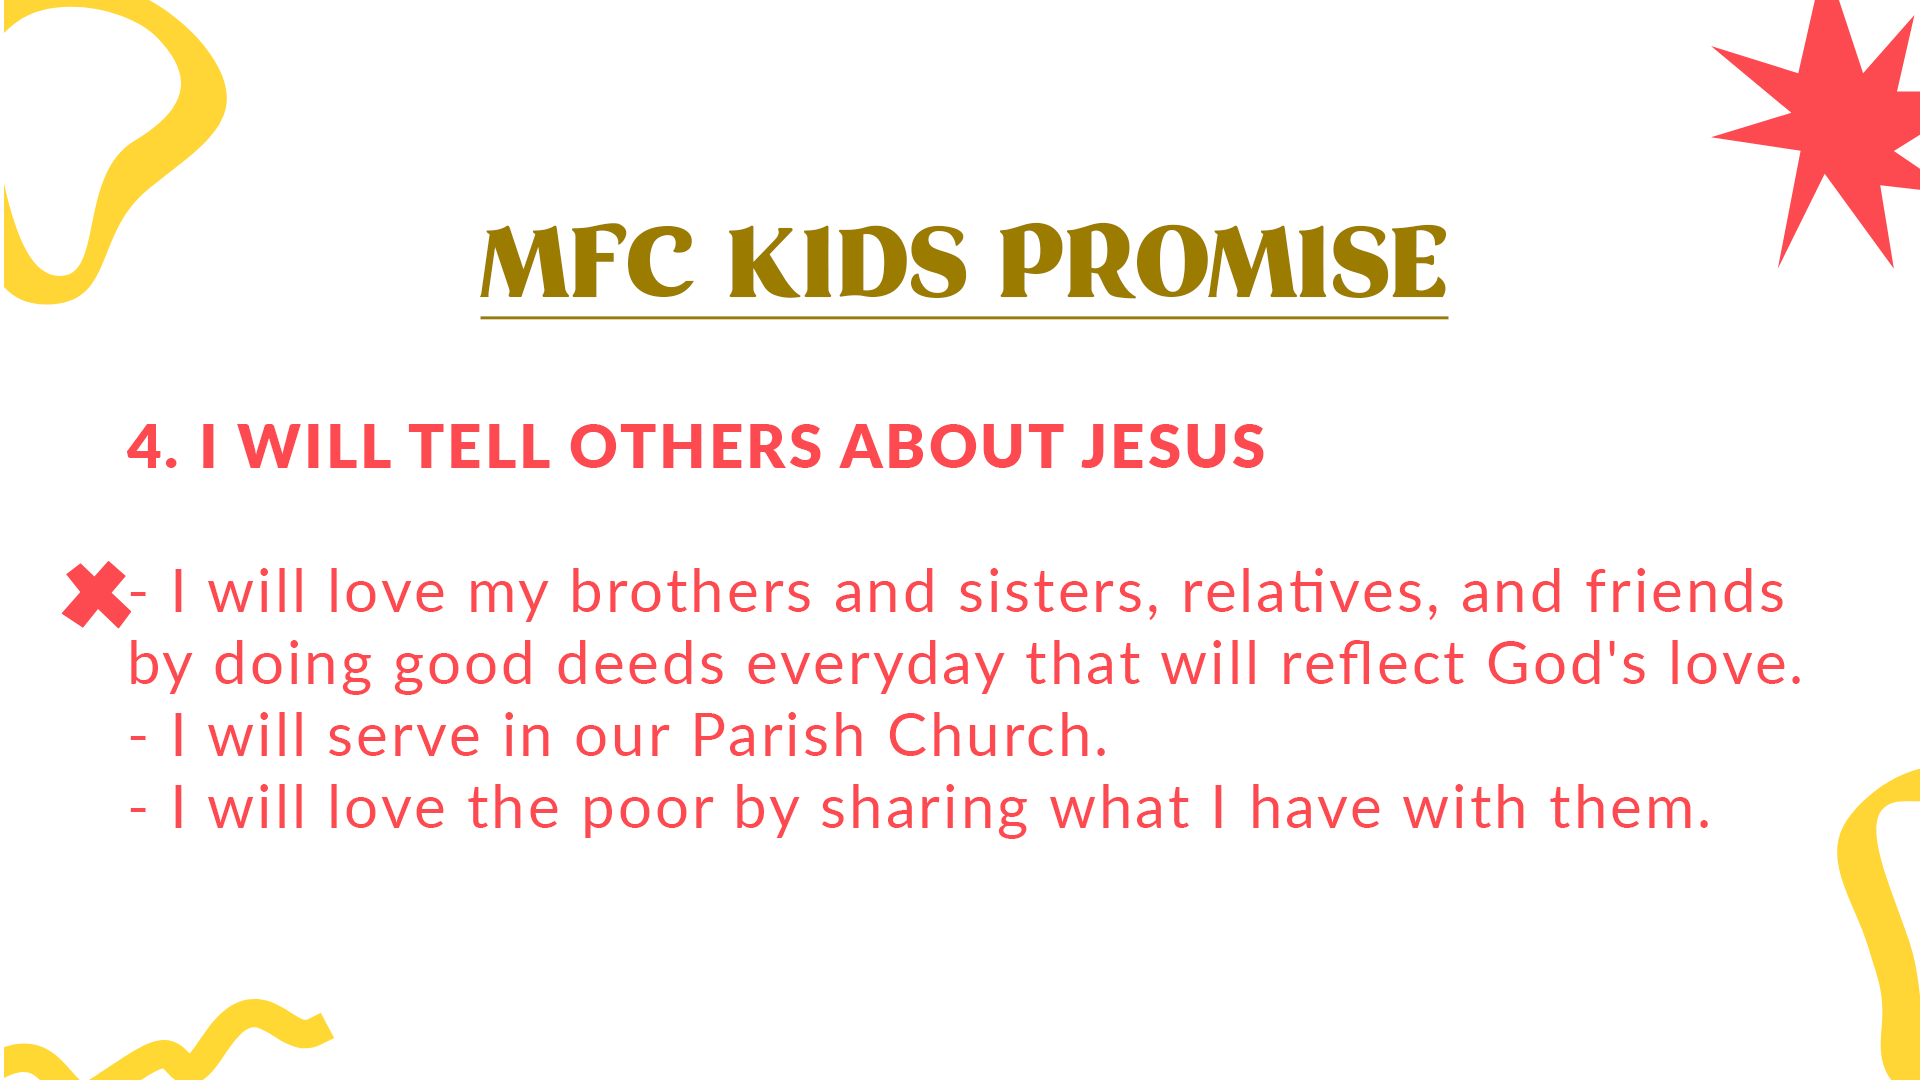 MFC KIDS PROMISE
4. I WILL TELL OTHERS ABOUT JESUS
- I will love my brothers and sisters, relatives, and friends
by doing good deeds everyday that will reflect God's love.
- I will serve in our Parish Church.
- I will love the poor by sharing what I have with them.